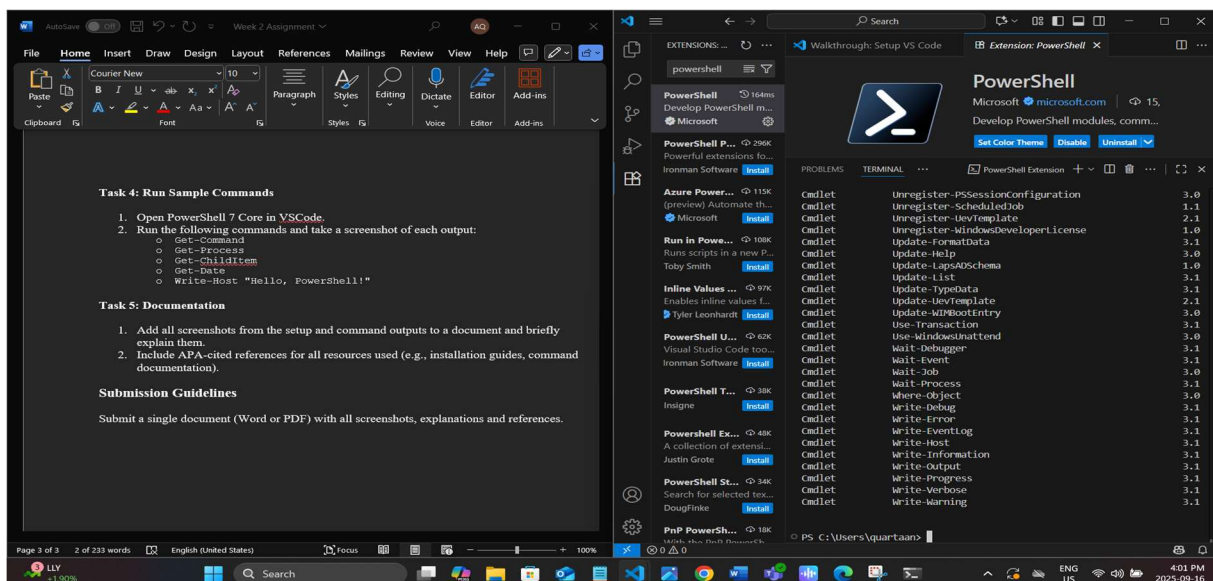 AutoSave Off Week 2 Assignment AQ
File Home Insert Draw Design Layout References Mailings Review View Help
Courier New 10
Paste B I U ab x₂ x² A Paragraph Styles Editing Dictate Editor Add-ins
A A Aa A A
Clipboard Font Styles Voice Editor Add-ins
Task 4: Run Sample Commands
1. Open PowerShell 7 Core in VSCode.
2. Run the following commands and take a screenshot of each output:
o Get-Command
o Get-Process
o Get-ChildItem
o Get-Date
o Write-Host "Hello, PowerShell!"
Task 5: Documentation
1. Add all screenshots from the setup and command outputs to a document and briefly
explain them.
2. Include APA-cited references for all resources used (e.g., installation guides, command
documentation).
Submission Guidelines
Submit a single document (Word or PDF) with all screenshots, explanations and references.
Page 3 of 3 2 of 233 words English (United States) Focus 100%
Search
EXTENSIONS: ...
powershell
PowerShell 164ms
Develop PowerShell m...
Microsoft
PowerShell P... 296K
Powerful extensions fo...
Ironman Software Install
Azure Power... 115K
(preview) Automate th...
Microsoft Install
Run in Powe... 108K
Runs scripts in a new P...
Toby Smith Install
Inline Values ... 97K
Enables inline values f...
Tyler Leonhardt Install
PowerShell U... 62K
Visual Studio Code too...
Ironman Software Install
PowerShell T... 38K
Insigne Install
Powershell Ex... 48K
A collection of extensi...
Justin Grote Install
PowerShell St... 34K
Search for selected tex...
DougFinke Install
PnP PowerSh... 18K
With the PnP PowerSh...
Walkthrough: Setup VS Code Extension: PowerShell
PowerShell
Microsoft microsoft.com 15,
Develop PowerShell modules, comm...
Set Color Theme Disable Uninstall
PROBLEMS TERMINAL ... PowerShell Extension
Cmdlet Unregister-PSSessionConfiguration 3.0
Cmdlet Unregister-ScheduledJob 1.1
Cmdlet Unregister-UevTemplate 2.1
Cmdlet Unregister-WindowsDeveloperLicense 1.0
Cmdlet Update-FormatData 3.1
Cmdlet Update-Help 3.0
Cmdlet Update-LapsADSchema 1.0
Cmdlet Update-List 3.1
Cmdlet Update-TypeData 3.1
Cmdlet Update-UevTemplate 2.1
Cmdlet Update-WIMBootEntry 3.0
Cmdlet Use-Transaction 3.1
Cmdlet Use-WindowsUnattend 3.0
Cmdlet Wait-Debugger 3.1
Cmdlet Wait-Event 3.1
Cmdlet Wait-Job 3.0
Cmdlet Wait-Process 3.1
Cmdlet Where-Object 3.0
Cmdlet Write-Debug 3.1
Cmdlet Write-Error 3.1
Cmdlet Write-EventLog 3.1
Cmdlet Write-Host 3.1
Cmdlet Write-Information 3.1
Cmdlet Write-Output 3.1
Cmdlet Write-Progress 3.1
Cmdlet Write-Verbose 3.1
Cmdlet Write-Warning 3.1
PS C:\Users\quartaan>
0 0 0
3 LLY
+1.90%
Search
ENG
US
4:01 PM
2025-09-16